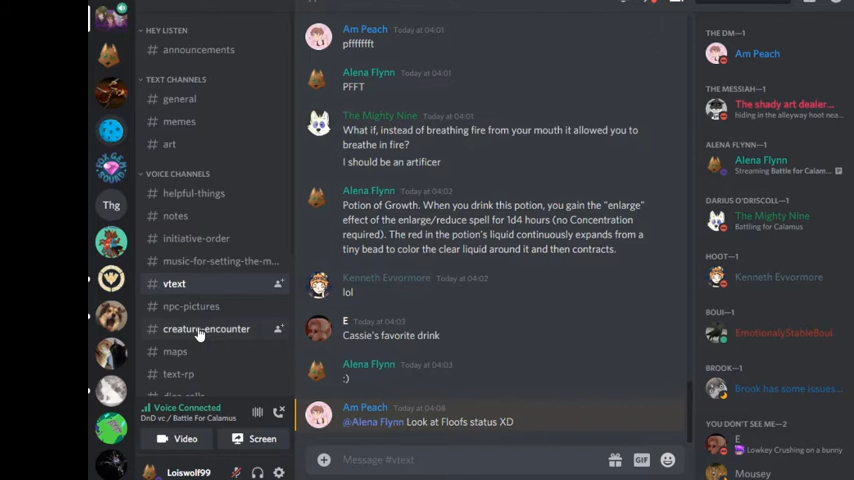 HEY LISTEN
# announcements
TEXT CHANNELS
# general
# memes
# art
VOICE CHANNELS
# helpful-things
# notes
# initiative-order
# music-for-setting-the-m...
# vtext
# npc-pictures
# creature-encounter
# maps
# text-rp
Thg
Voice Connected
DnD vc / Battle For Calamus
Video
Screen
Loiswolf99
Am Peach Today at 04:01
pffffffft
Alena Flynn Today at 04:01
PFFT
The Mighty Nine Today at 04:01
What if, instead of breathing fire from your mouth it allowed you to
breathe in fire?
I should be an artificer
Alena Flynn Today at 04:02
Potion of Growth. When you drink this potion, you gain the "enlarge"
effect of the enlarge/reduce spell for 1d4 hours (no Concentration
required). The red in the potion's liquid continuously expands from a
tiny bead to color the clear liquid around it and then contracts.
Kenneth Evvormore Today at 04:02
lol
E Today at 04:03
Cassie's favorite drink
Alena Flynn Today at 04:03
:)
Am Peach Today at 04:08
@Alena Flynn Look at Floofs status XD
Message #vtext
GIF
THE DM—1
Am Peach
THE MESSIAH—1
The shady art dealer...
hiding in the alleyway hoot nea...
ALENA FLYNN—1
Alena Flynn
Streaming Battle for Calam...
DARIUS O'DRISCOLL—1
The Mighty Nine
Battling for Calamus
HOOT—1
Kenneth Evvormore
BOUI—1
EmotionalyStableBoui
BROOK—1
Brook has some issues...
YOU DON'T SEE ME—2
E
Lowkey Crushing on a bunny
Mousey